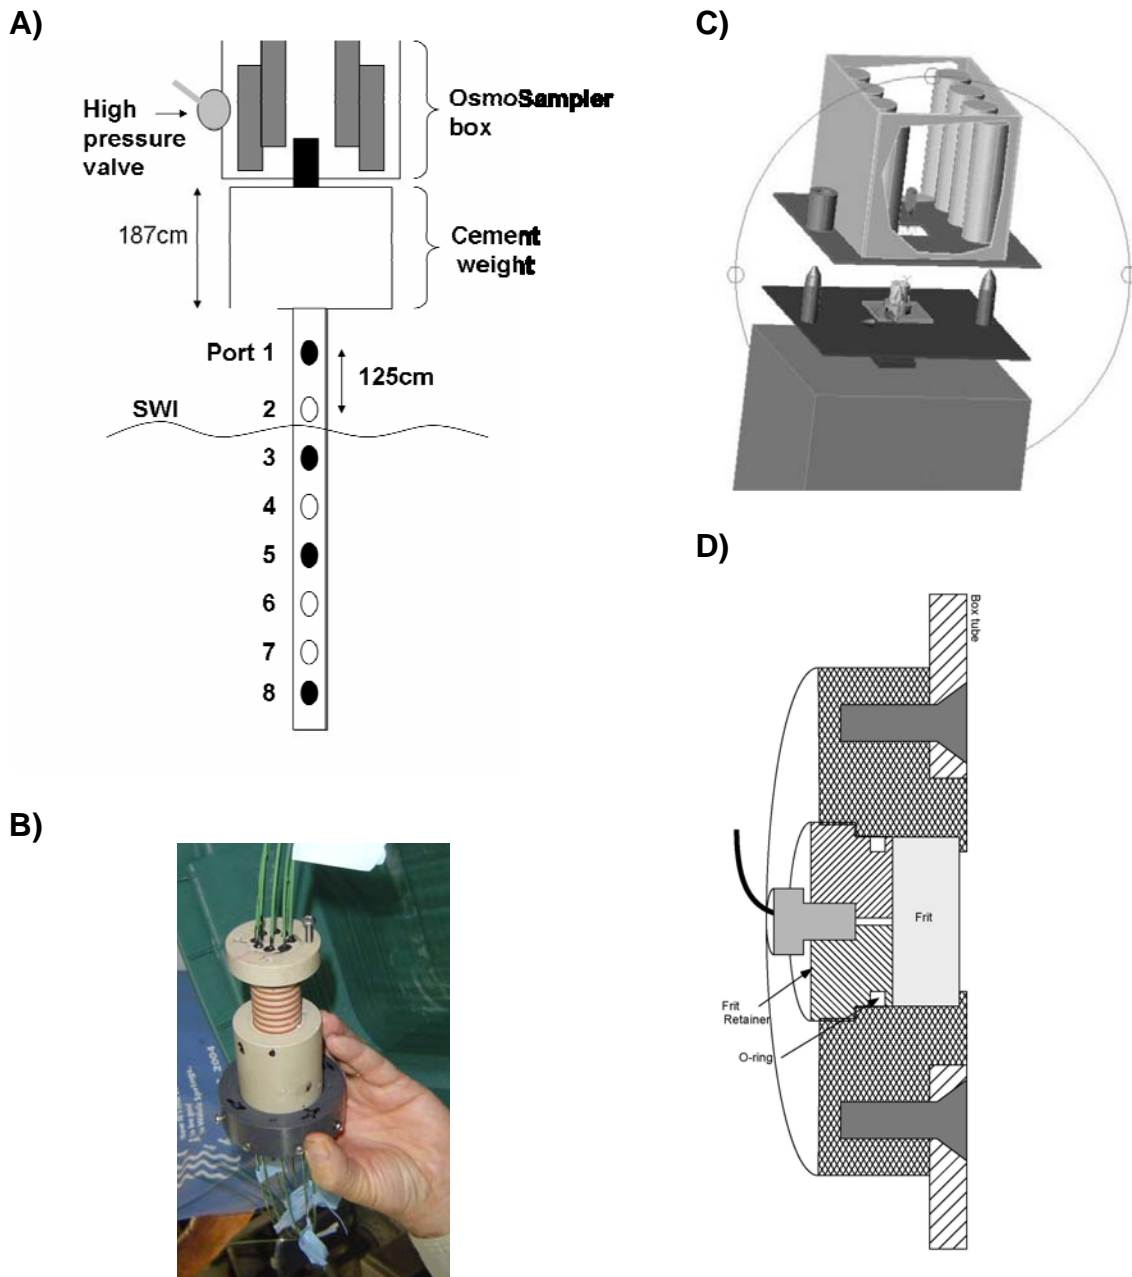 A)
High
pressure
valve
OsmoSampler
box
187cm
Cement
weight
Port 1
125cm
SWI
2
3
4
5
6
7
8
B)
2004
C)
D)
Box tube
Frit
Frit
Retainer
O-ring